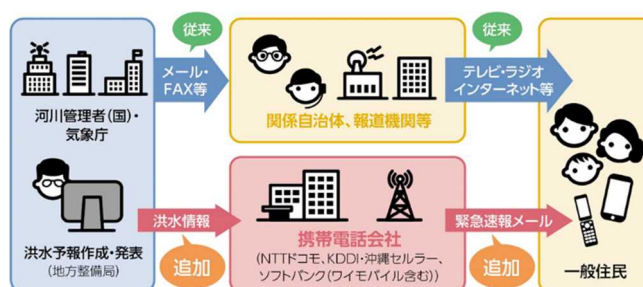 従来
従来
メール・
FAX等
テレビ・ラジオ
インターネット等
河川管理者(国)・
気象庁
関係自治体、報道機関等
洪水情報
緊急速報メール
携帯電話会社
(NTTドコモ、KDDI・沖縄セルラー、
ソフトバンク(ワイモバイル含む))
洪水予報作成・発表
(地方整備局)
追加
追加
一般住民